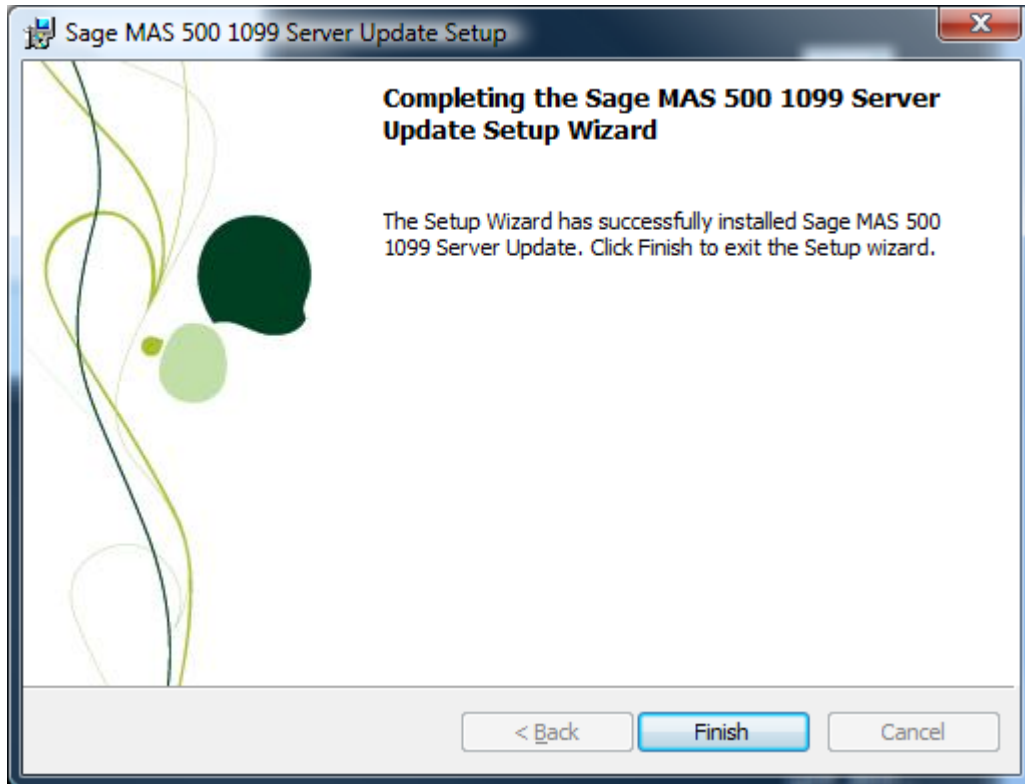 Sage MAS 500 1099 Server Update Setup
X
Completing the Sage MAS 500 1099 Server
Update Setup Wizard
The Setup Wizard has successfully installed Sage MAS 500
1099 Server Update. Click Finish to exit the Setup wizard.
< Back
Finish
Cancel